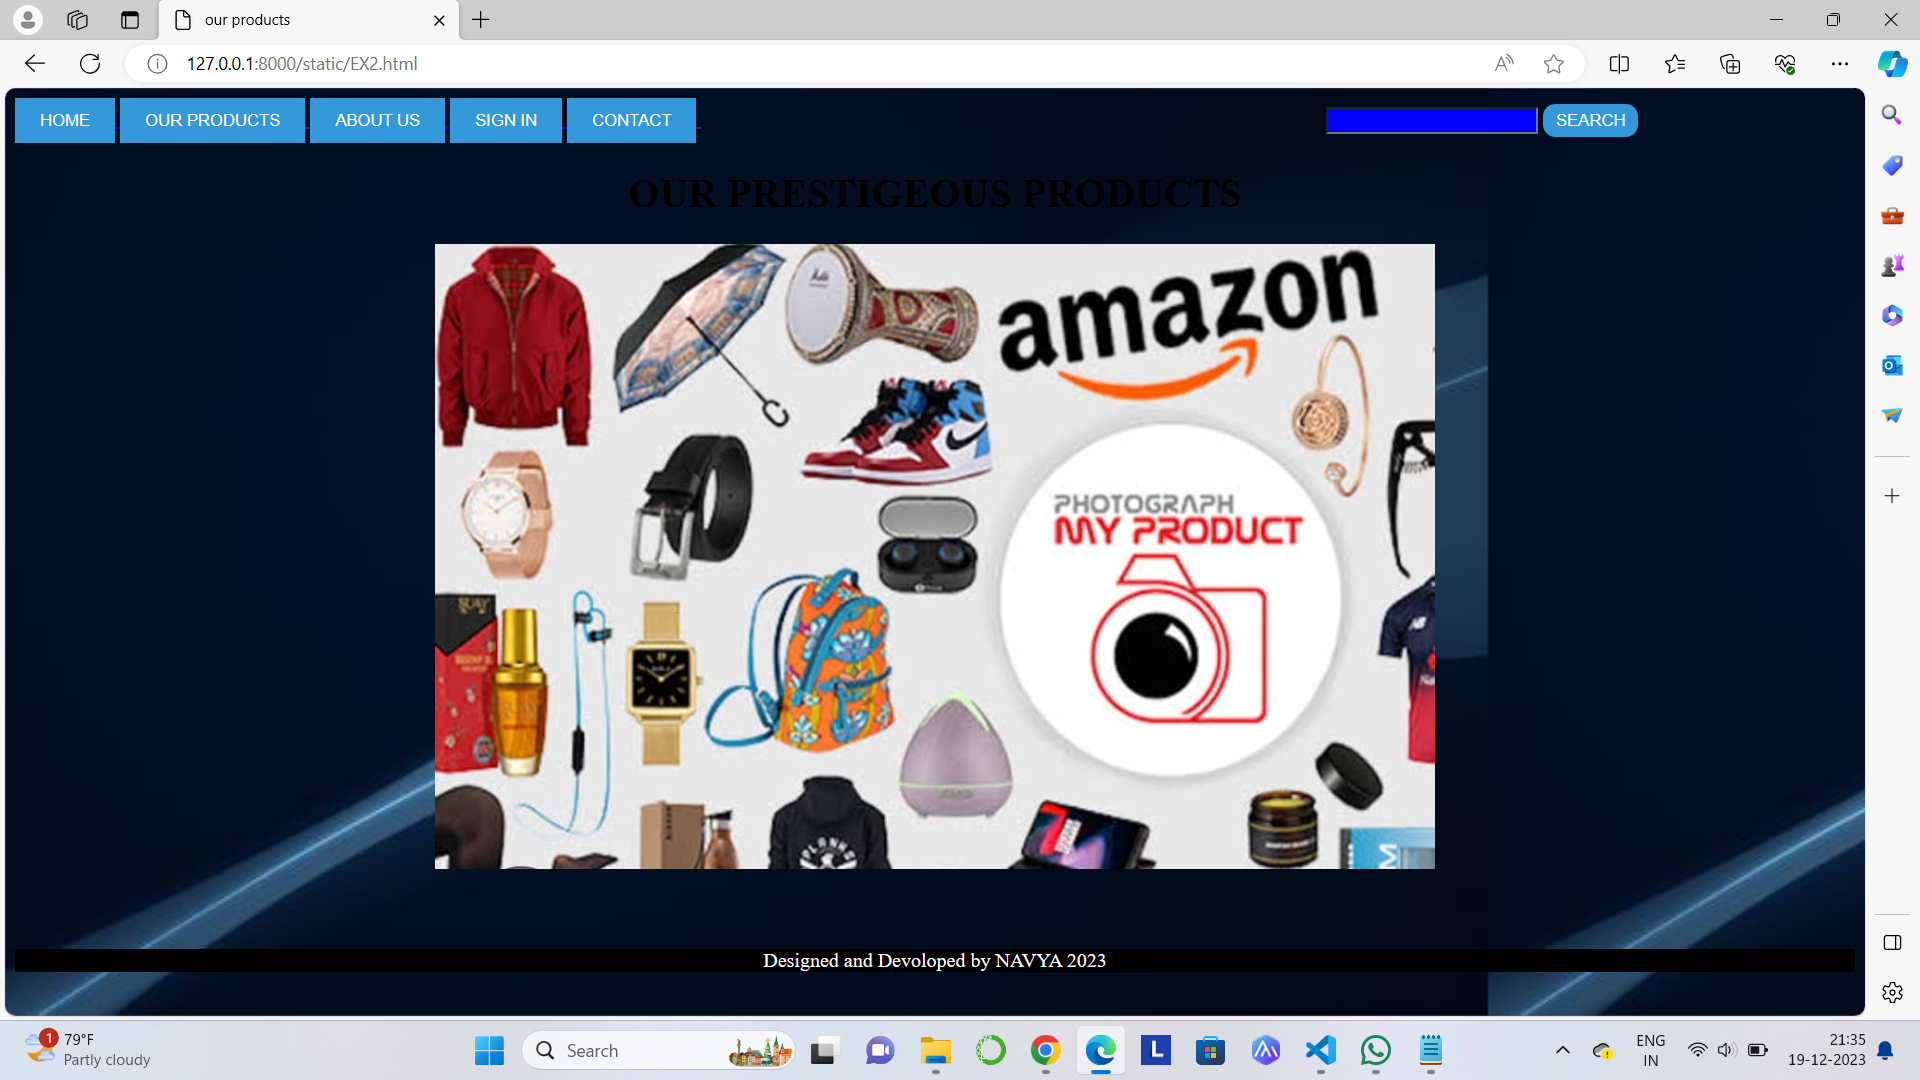 our products
127.0.0.1:8000/static/EX2.html
HOME
OUR PRODUCTS
ABOUT US
SIGN IN
CONTACT
SEARCH
OUR PRESTIGEOUS PRODUCTS
amazon
PHOTOGRAPH
MY PRODUCT
PLANKS
Designed and Devoloped by NAVYA 2023
1
79°F
Partly cloudy
Search
L
ENG
IN
21:35
19-12-2023